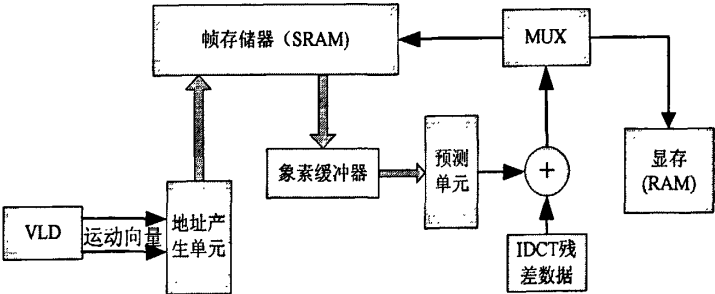 帧存储器（SRAM)
MUX
象素缓冲器
预测
单元
+
显存
(RAM)
VLD
运动向量
地址产
生单元
IDCT残
差数据